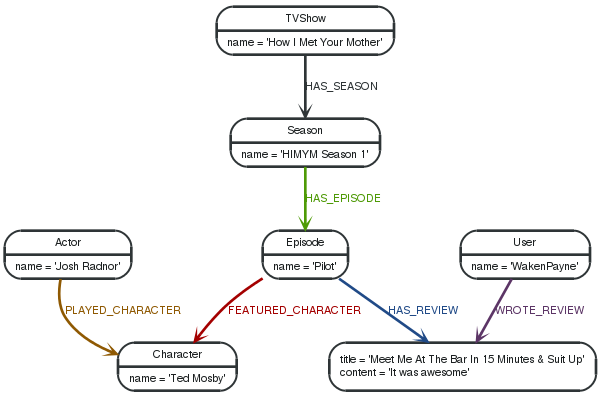 TVShow
name = 'How I Met Your Mother'
HAS_SEASON
Season
name = 'HIMYM Season 1'
HAS_EPISODE
Actor
name = 'Josh Radnor'
Episode
name = 'Pilot'
User
name = 'WakenPayne'
PLAYED_CHARACTER
FEATURED_CHARACTER
HAS_REVIEW
WROTE_REVIEW
Character
name = 'Ted Mosby'
title = 'Meet Me At The Bar In 15 Minutes & Suit Up'
content = 'It was awesome'